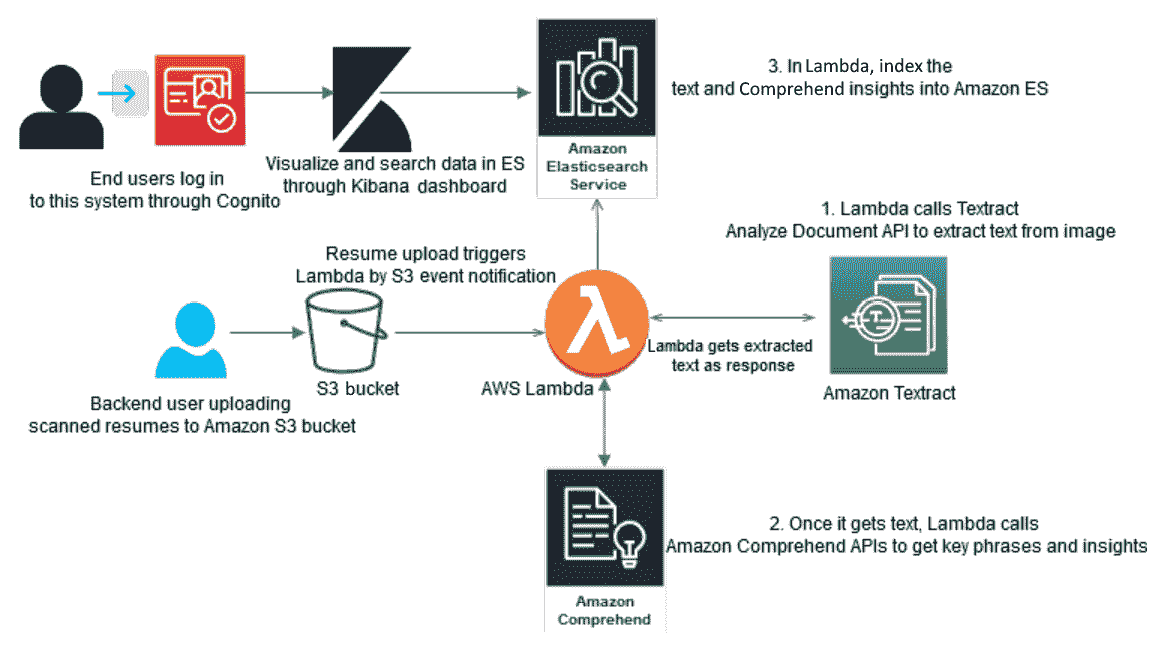 3. In Lambda, index the
text and Comprehend insights into Amazon ES
Amazon
Elasticsearch
Service
End users log in
to this system through Cognito
Visualize and search data in ES
through Kibana dashboard
1. Lambda calls Textract
Analyze Document API to extract text from image
Resume upload triggers
Lambda by S3 event notification
Lambda gets extracted
text as response
S3 bucket
AWS Lambda
Amazon Textract
Backend user uploading
scanned resumes to Amazon S3 bucket
2. Once it gets text, Lambda calls
Amazon Comprehend APIs to get key phrases and insights
Amazon
Comprehend